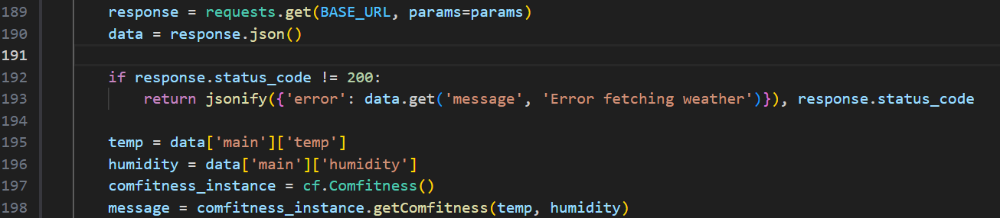 189 response = requests.get(BASE_URL, params=params)
190 data = response.json()
191
192 if response.status_code != 200:
193 return jsonify({'error': data.get('message', 'Error fetching weather')}), response.status_code
194
195 temp = data['main']['temp']
196 humidity = data['main']['humidity']
197 comfitness_instance = cf.Comfitness()
198 message = comfitness_instance.getComfitness(temp, humidity)